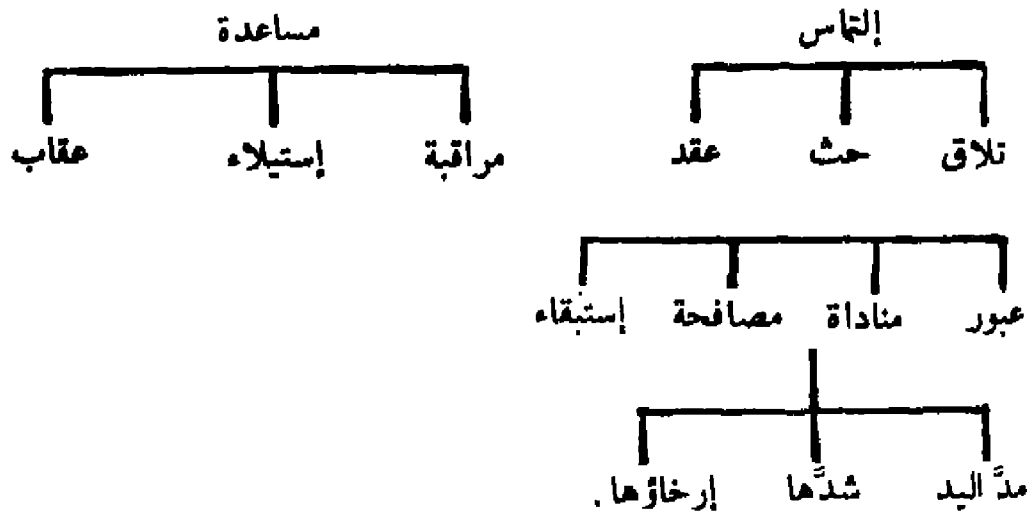 إلتماس مساعدة
تلاق حث عقد مراقبة إستيلاء عقاب
عبور مناداة مصافحة إستبقاء
مدَّ اليد شدَّها إرخاؤها .